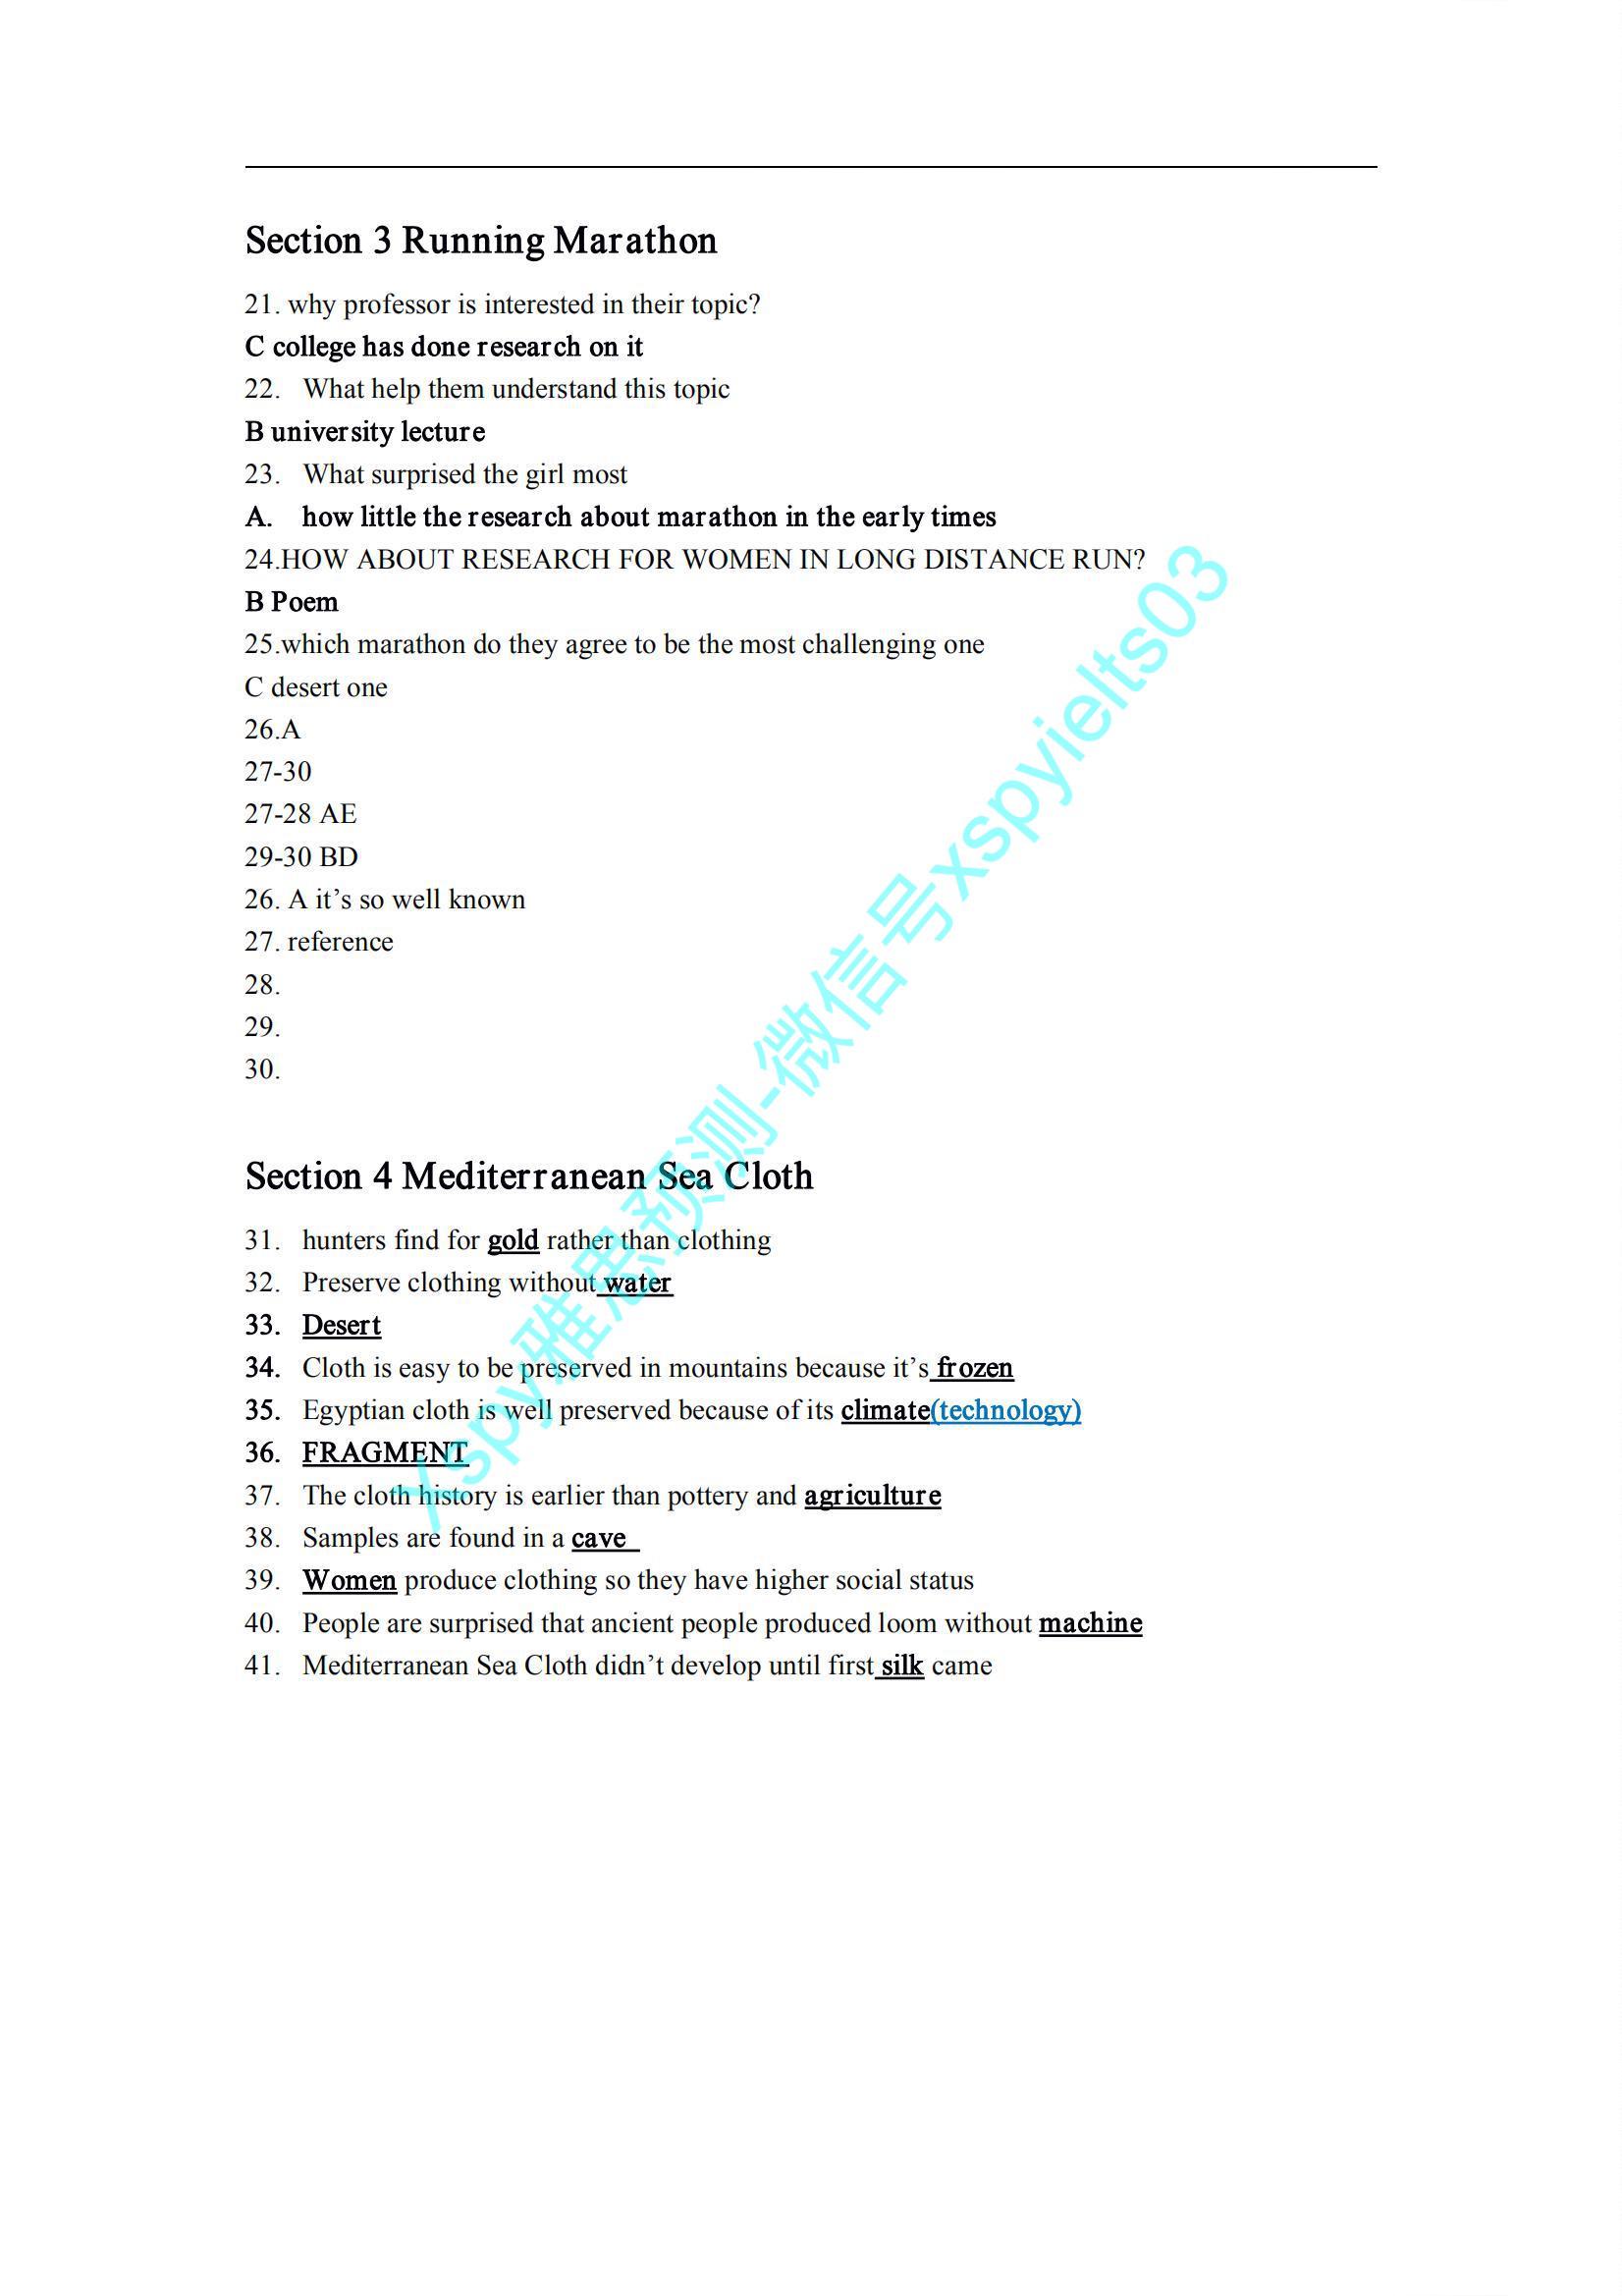 Section 3 Running Marathon
21. why professor is interested in their topic?
C college has done research on it
22. What help them understand this topic
B university lecture
23. What surprised the girl most
A. how little the research about marathon in the early times
24.HOW ABOUT RESEARCH FOR WOMEN IN LONG DISTANCE RUN?
B Poem
25.which marathon do they agree to be the most challenging one
C desert one
26.A
27-30
27-28 AE
29-30 BD
26. A it’s so well known
27. reference
28.
29.
30.
Section 4 Mediterranean Sea Cloth
31. hunters find for gold rather than clothing
32. Preserve clothing without water
33. Desert
34. Cloth is easy to be preserved in mountains because it’s frozen
35. Egyptian cloth is well preserved because of its climate(technology)
36. FRAGMENT
37. The cloth history is earlier than pottery and agriculture
38. Samples are found in a cave
39. Women produce clothing so they have higher social status
40. People are surprised that ancient people produced loom without machine
41. Mediterranean Sea Cloth didn’t develop until first silk came
Xspy雅思预测-微信号xspyielts03